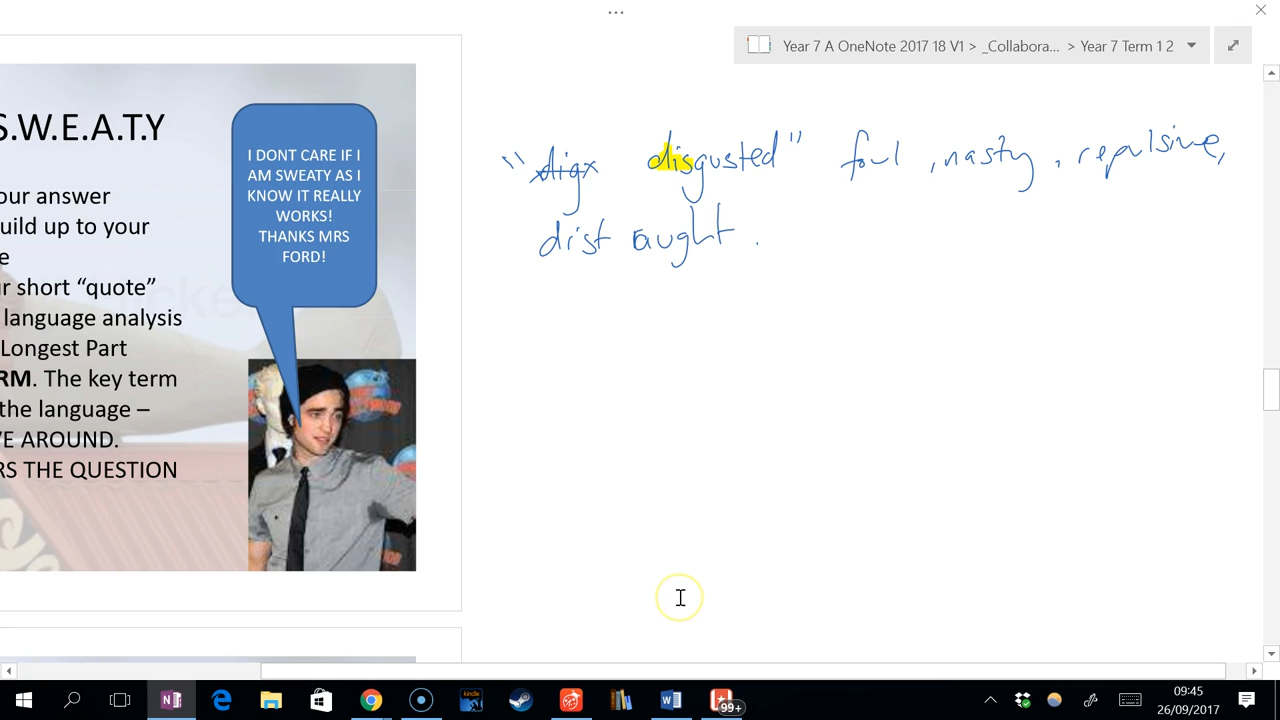 ...
Year 7 A OneNote 2017 18 V1 > _Collabora... > Year 7 Term 1 2
S.W.E.A.T.Y
our answer
uild up to your
e
r short “quote”
language analysis
Longest Part
RM. The key term
the language –
E AROUND.
RS THE QUESTION
I DONT CARE IF I
AM SWEATY AS I
KNOW IT REALLY
WORKS!
THANKS MRS
FORD!
" disgusted" foul , nasty , repulsive,
dist aught .
99+
09:45
26/09/2017